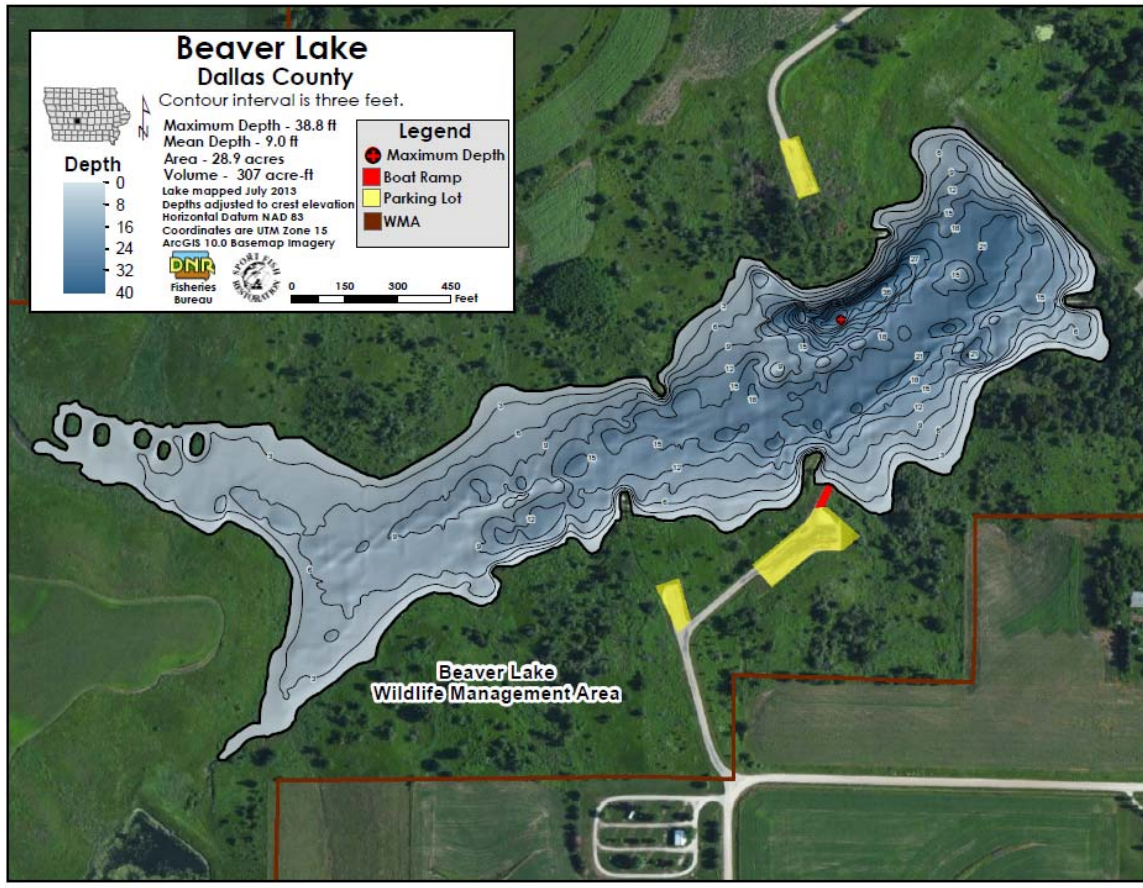 Beaver Lake
Dallas County
Contour interval is three feet.
N
Maximum Depth - 38.8 ft
Mean Depth - 9.0 ft
Area - 28.9 acres
Volume - 307 acre-ft
Lake mapped July 2013
Depths adjusted to crest elevation
Horizontal Datum NAD 83
Coordinates are UTM Zone 15
ArcGIS 10.0 Basemap Imagery
Depth
0
8
16
24
32
40
Legend
Maximum Depth
Boat Ramp
Parking Lot
WMA
DNR
Fisheries
Bureau
SPORT FISH
RESTORATION
0 150 300 450
Feet
Beaver Lake
Wildlife Management Area